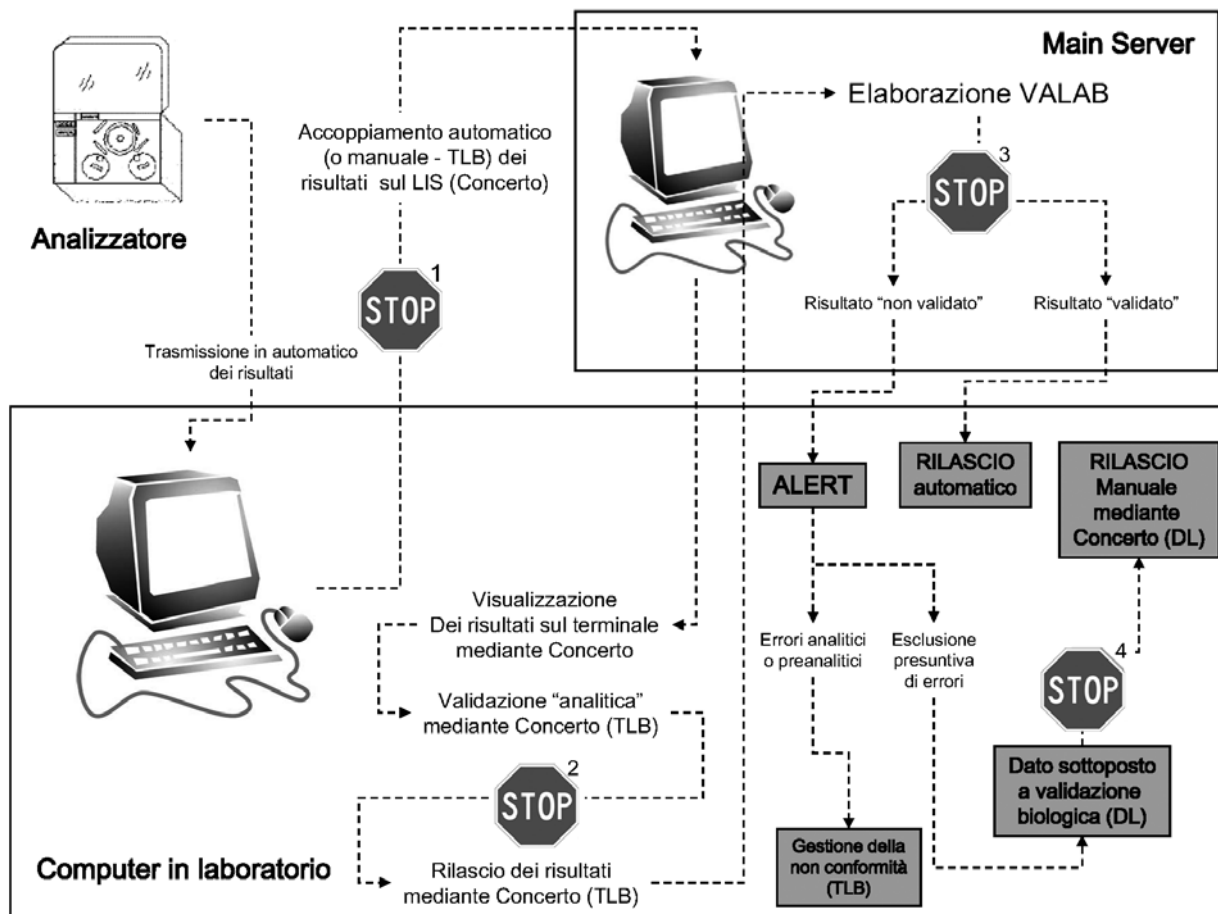 Main Server
Elaborazione VALAB
3
STOP
Risultato “non validato”
Risultato “validato”
Accoppiamento automatico
(o manuale - TLB) dei
risultati sul LIS (Concerto)
Analizzatore
1
STOP
Trasmissione in automatico
dei risultati
ALERT
RILASCIO
automatico
RILASCIO
Manuale
mediante
Concerto (DL)
Visualizzazione
Dei risultati sul terminale
mediante Concerto
Errori analitici
o preanalitici
Esclusione
presuntiva
di errori
4
STOP
Validazione “analitica”
mediante Concerto (TLB)
2
STOP
Dato sottoposto
a validazione
biologica (DL)
Computer in laboratorio
Rilascio dei risultati
mediante Concerto (TLB)
Gestione della
non conformità
(TLB)